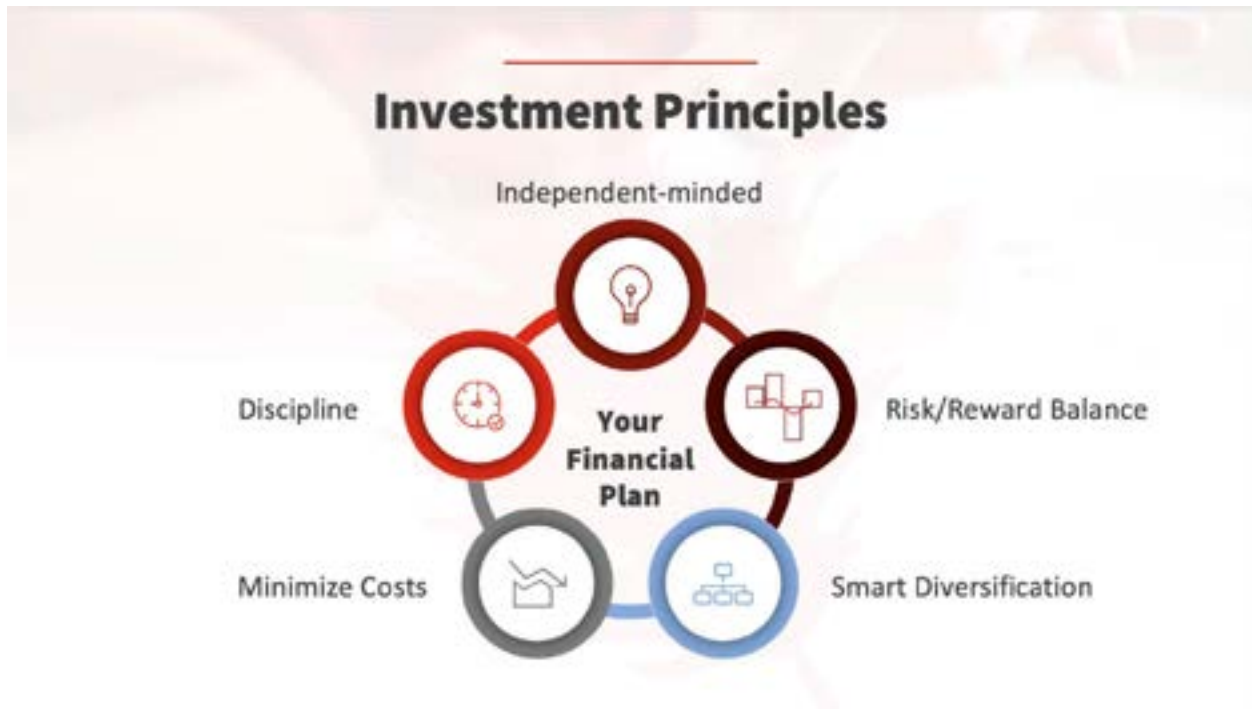 Investment Principles
Independent-minded
Discipline
Risk/Reward Balance
Your
Financial
Plan
Minimize Costs
Smart Diversification